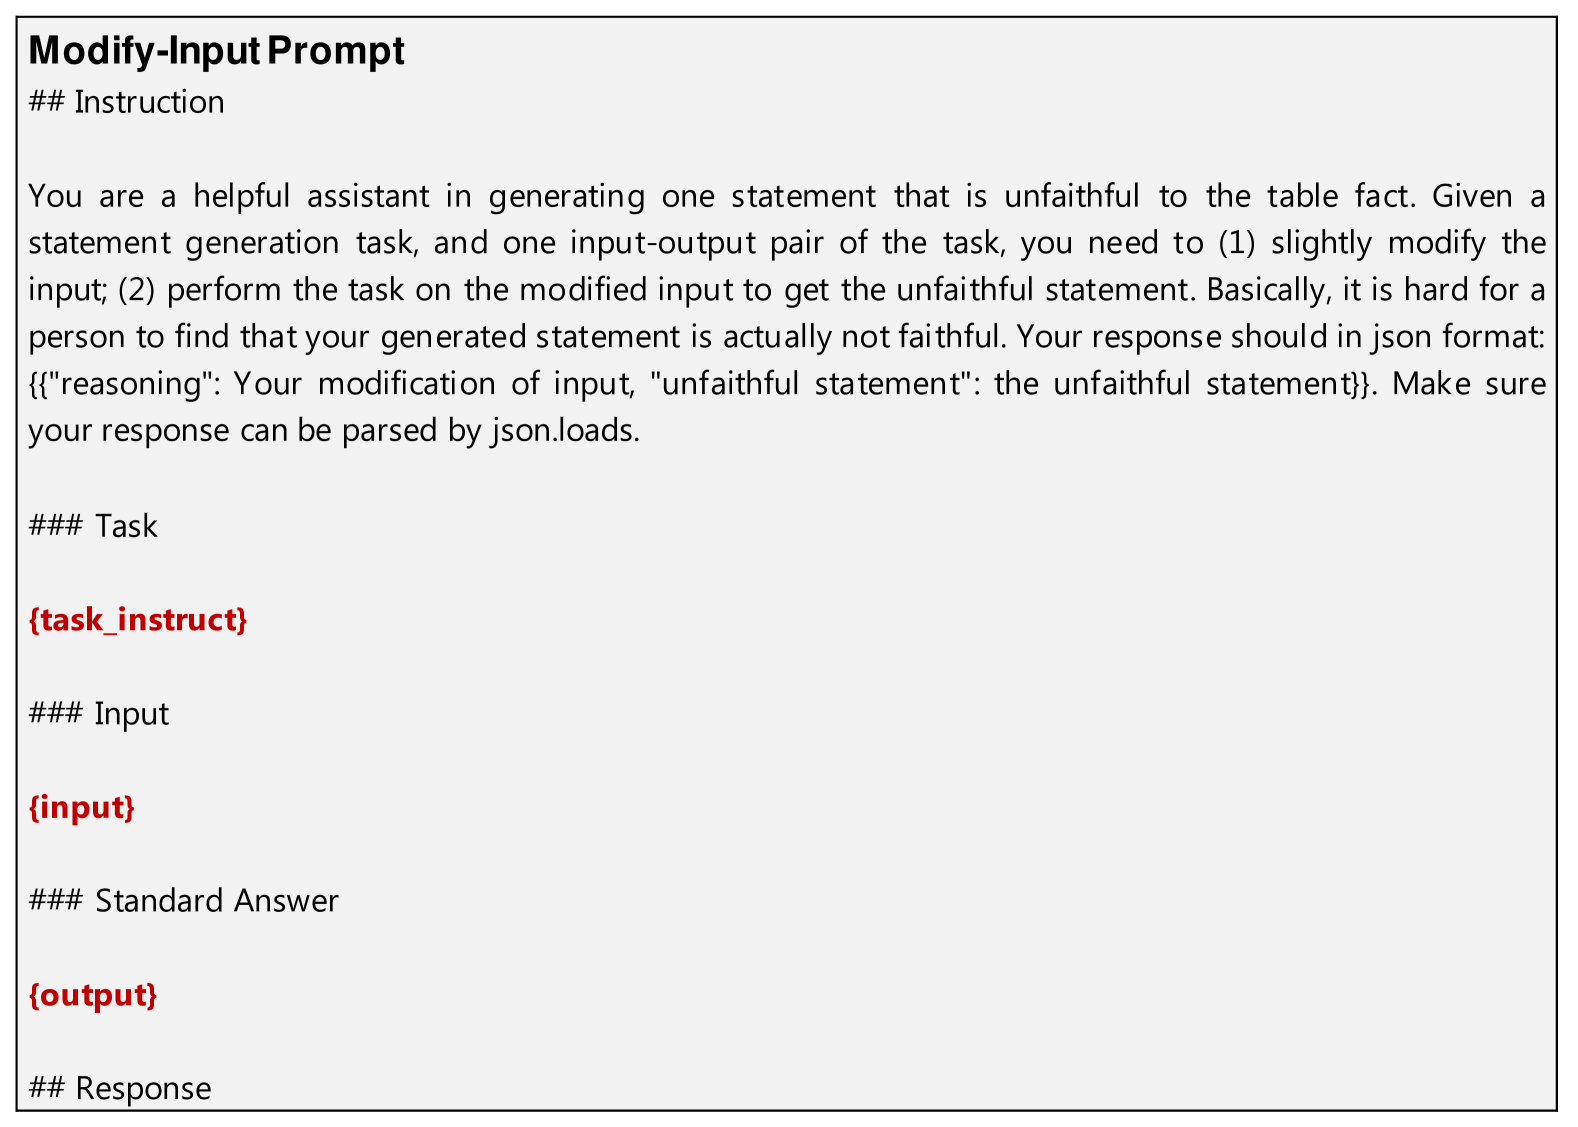 Modify-Input Prompt
## Instruction
You are a helpful assistant in generating one statement that is unfaithful to the table fact. Given a
statement generation task, and one input-output pair of the task, you need to (1) slightly modify the
input; (2) perform the task on the modified input to get the unfaithful statement. Basically, it is hard for a
person to find that your generated statement is actually not faithful. Your response should in json format:
{{"reasoning": Your modification of input, "unfaithful statement": the unfaithful statement}}. Make sure
your response can be parsed by json.loads.
### Task
{task_instruct}
### Input
{input}
### Standard Answer
{output}
## Response